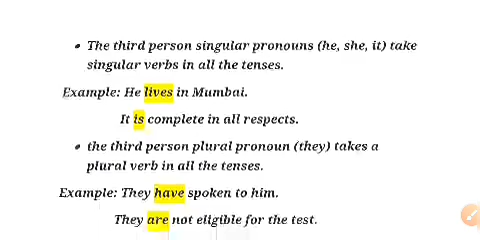 • The third person singular pronouns (he, she, it) take
singular verbs in all the tenses.
Example: He lives in Mumbai.
It is complete in all respects.
• the third person plural pronoun (they) takes a
plural verb in all the tenses.
Example: They have spoken to him.
They are not eligible for the test.